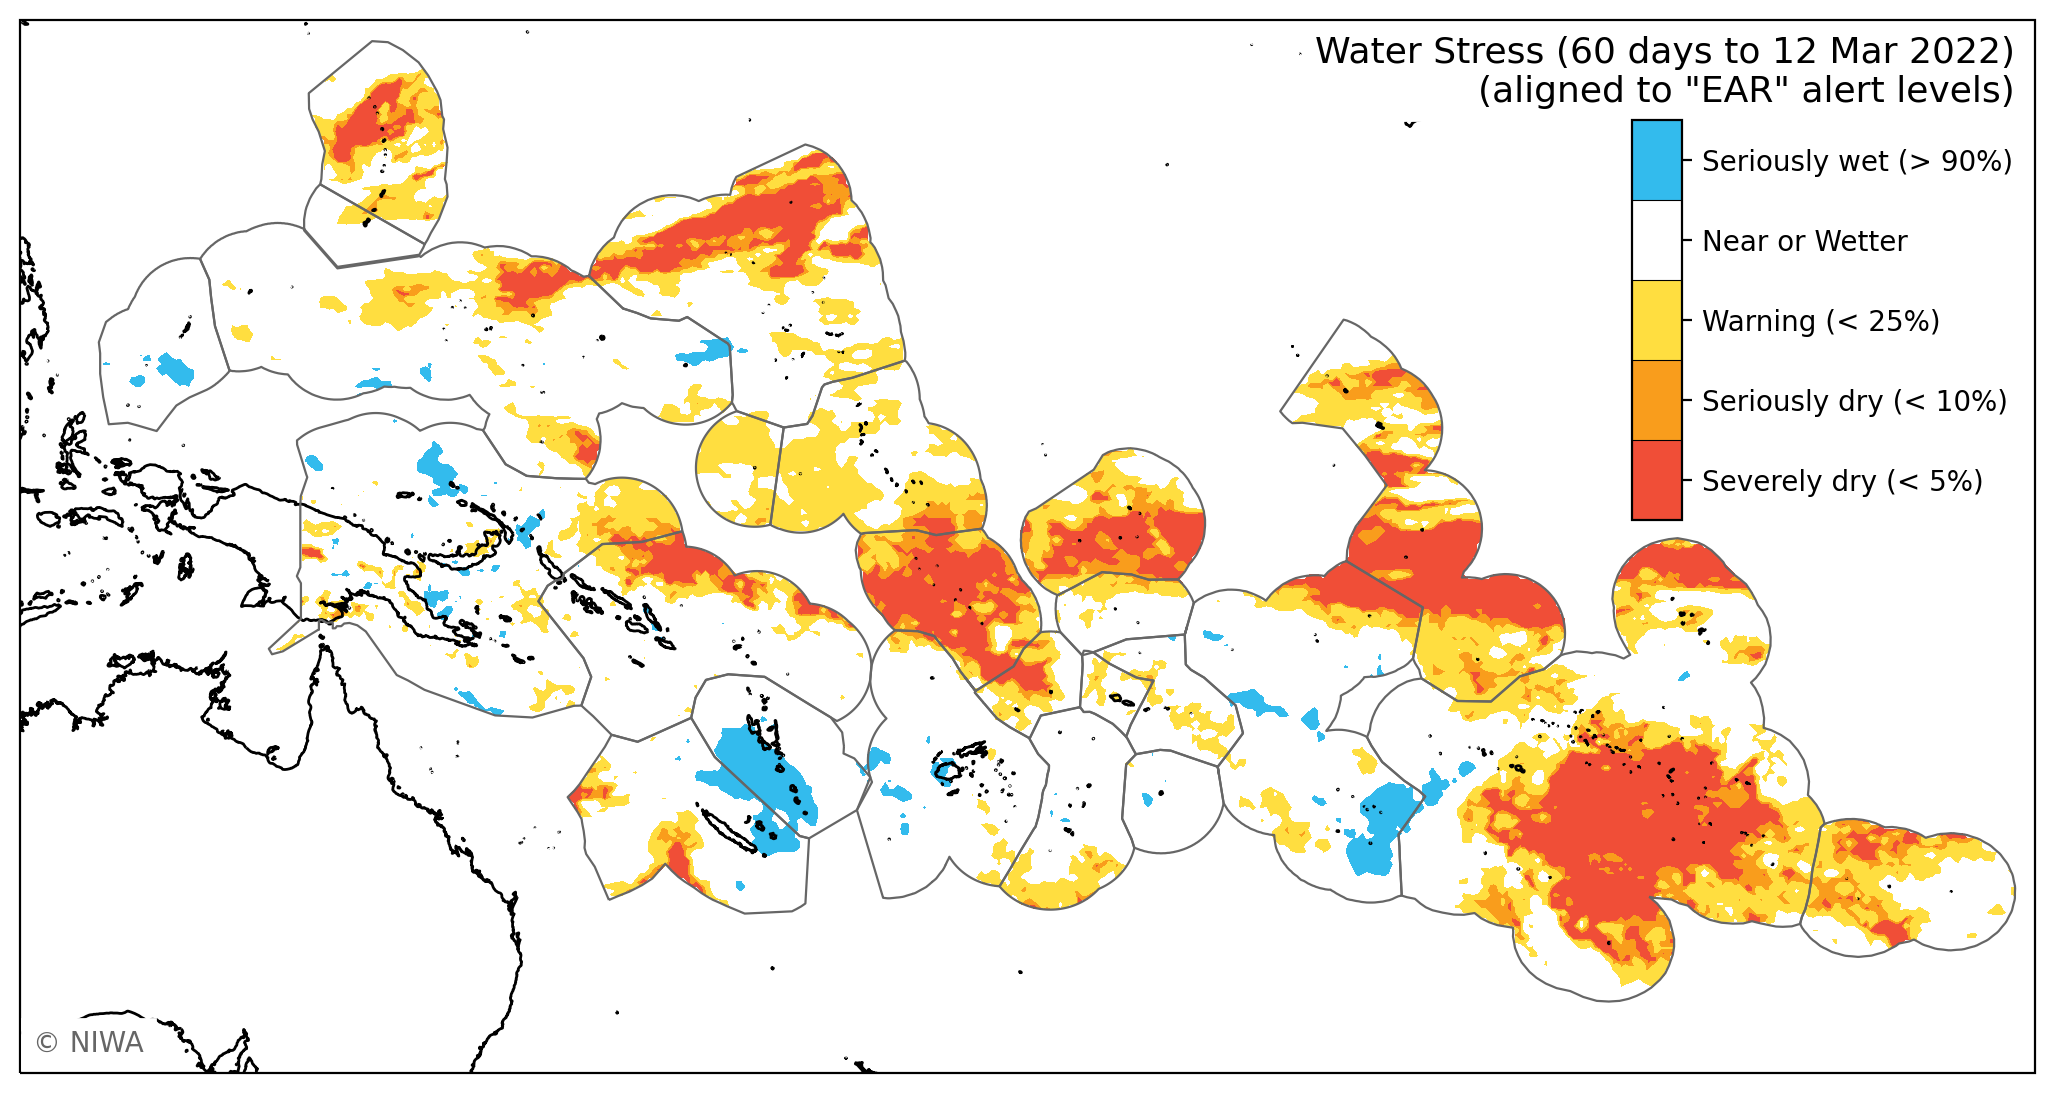 Water Stress (60 days to 12 Mar 2022)
(aligned to "EAR" alert levels)
Seriously wet (> 90%)
Near or Wetter
Warning (< 25%)
Seriously dry (< 10%)
Severely dry (< 5%)
© NIWA